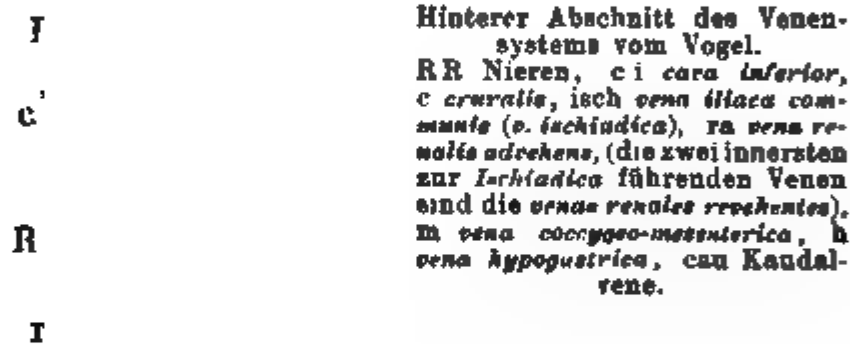 I
c'
R
r
Hinterer Abschnitt des Venen-
systems vom Vogel.
RR Nieren, ci cava inferior,
c cruralis, isch vena iliaca com-
munis (v. ischiadica), ra vena re-
nalis advehens, (die zwei innersten
zur Ischiadica führenden Venen
sind die venae renales revehentes),
m vena coccygeo-mesenterica, h
vena hypogastrica, cau Kaudal-
vene.